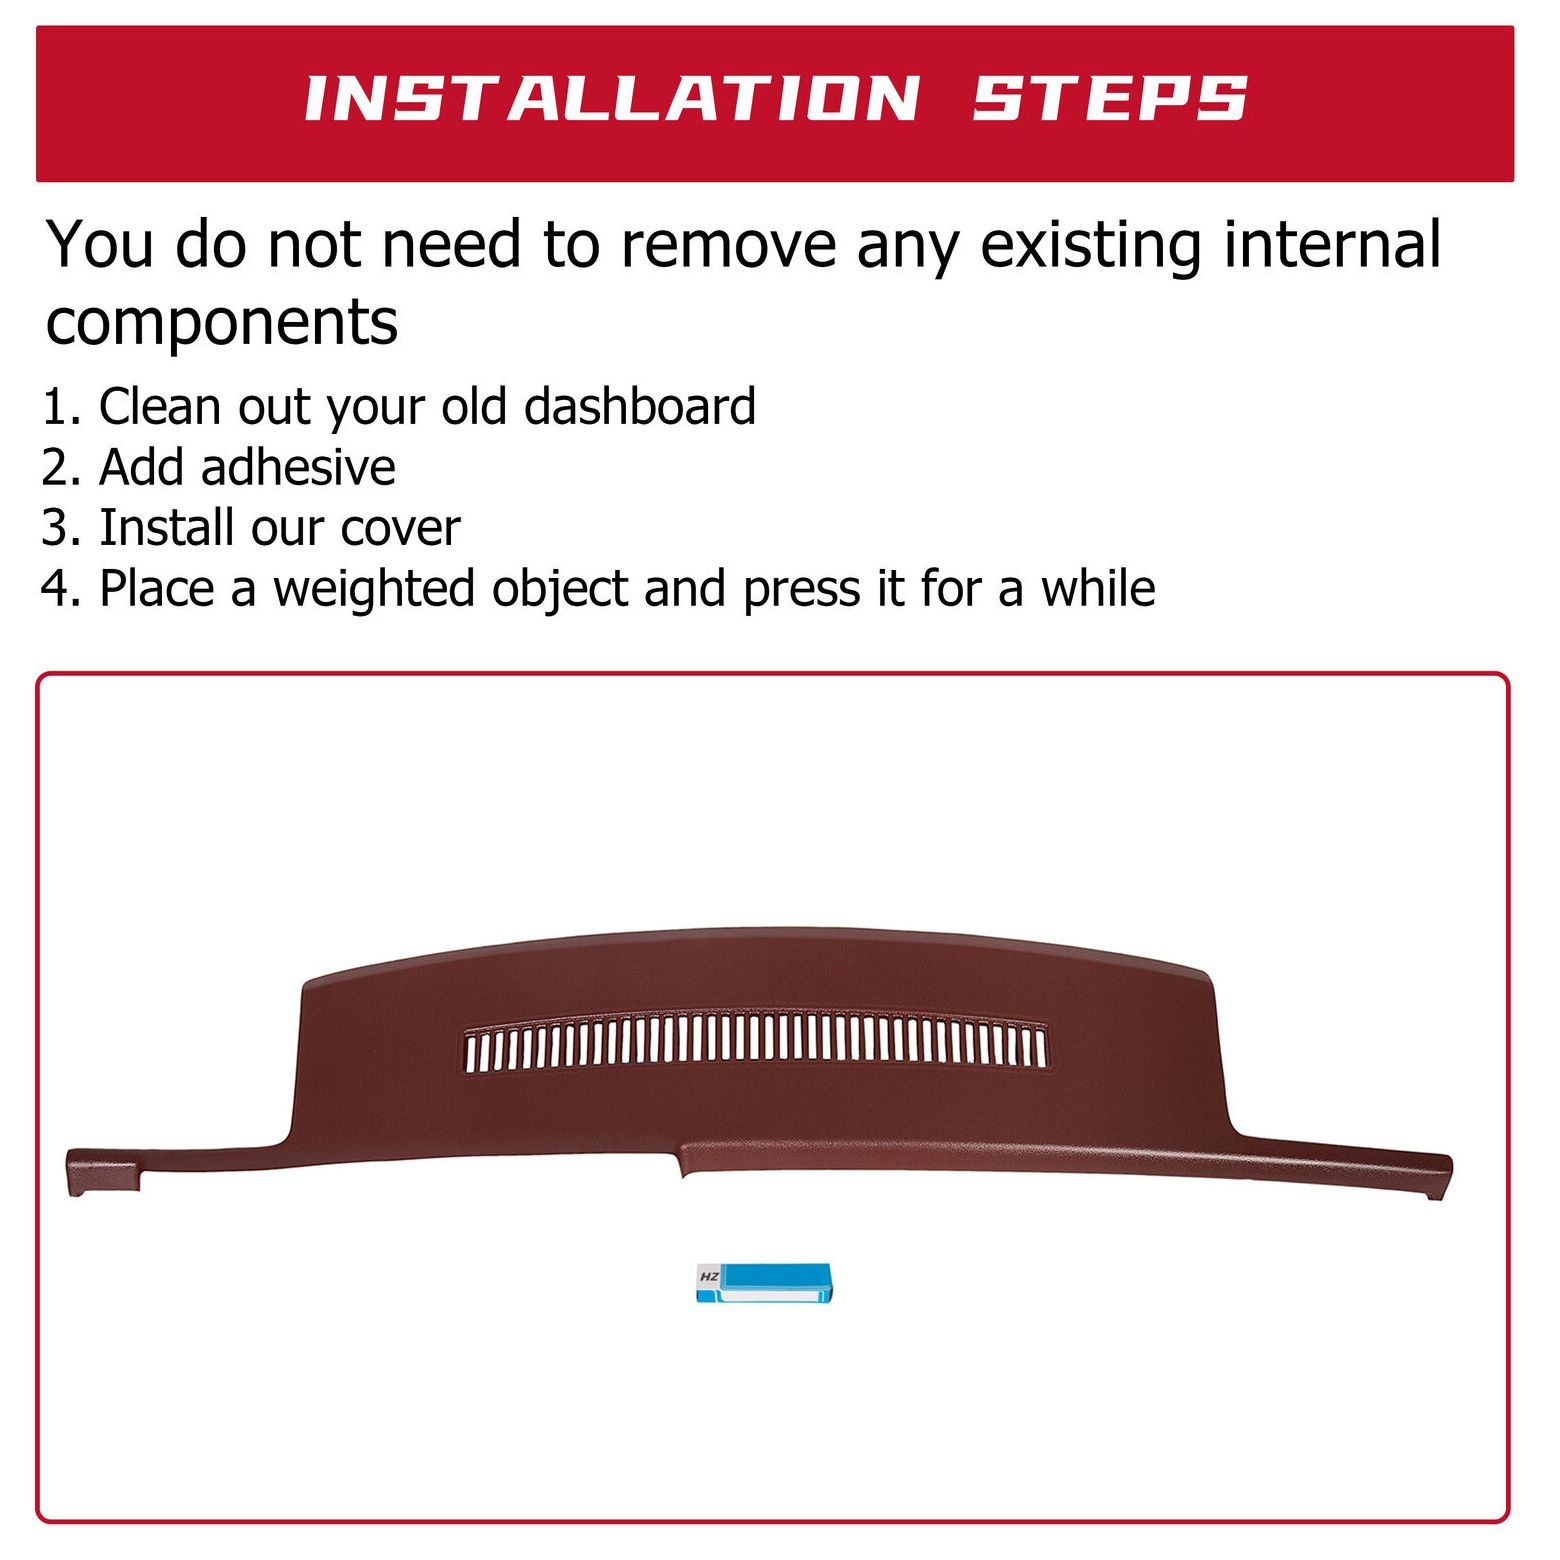 INSTALLATION STEPS
You do not need to remove any existing internal
components
1. Clean out your old dashboard
2. Add adhesive
3. Install our cover
4. Place a weighted object and press it for a while
HZ